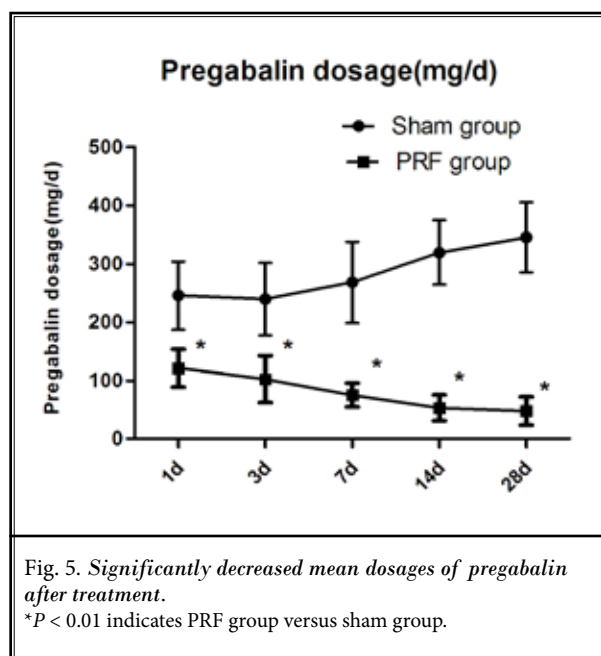 Pregabalin dosage(mg/d)
Sham group
PRF group
Pregabalin dosage(mg/d)
500
400
300
200
100
0
* * * * *
1d 3d 7d 14d 28d
Fig. 5. Significantly decreased mean dosages of pregabalin
after treatment.
*P < 0.01 indicates PRF group versus sham group.